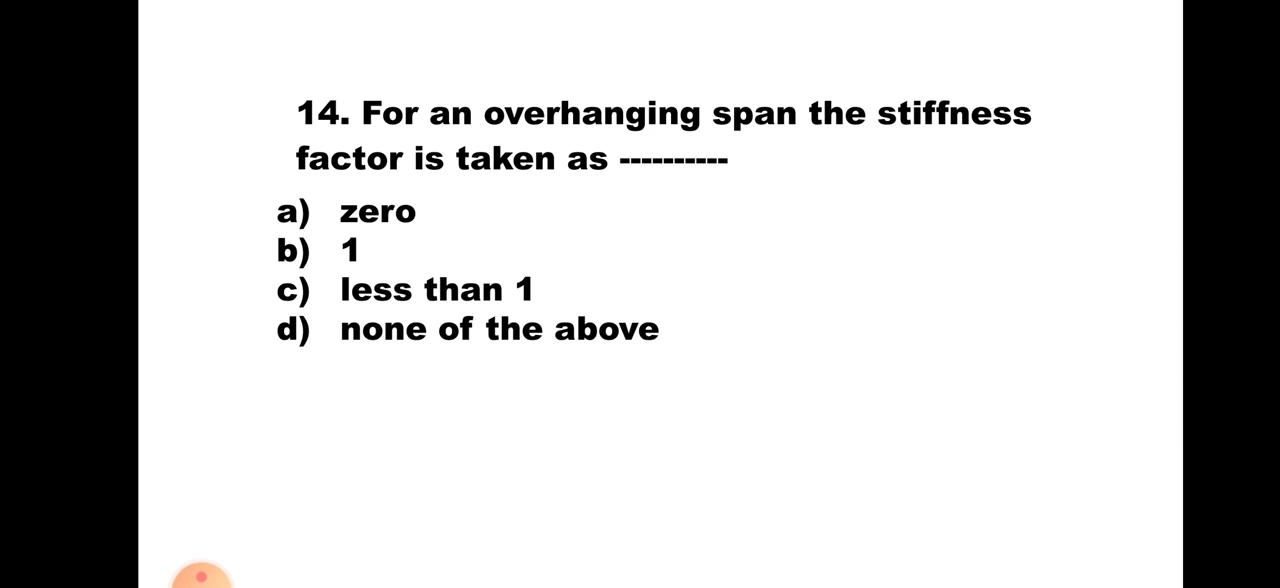 14. For an overhanging span the stiffness
factor is taken as ----------
a) zero
b) 1
c) less than 1
d) none of the above